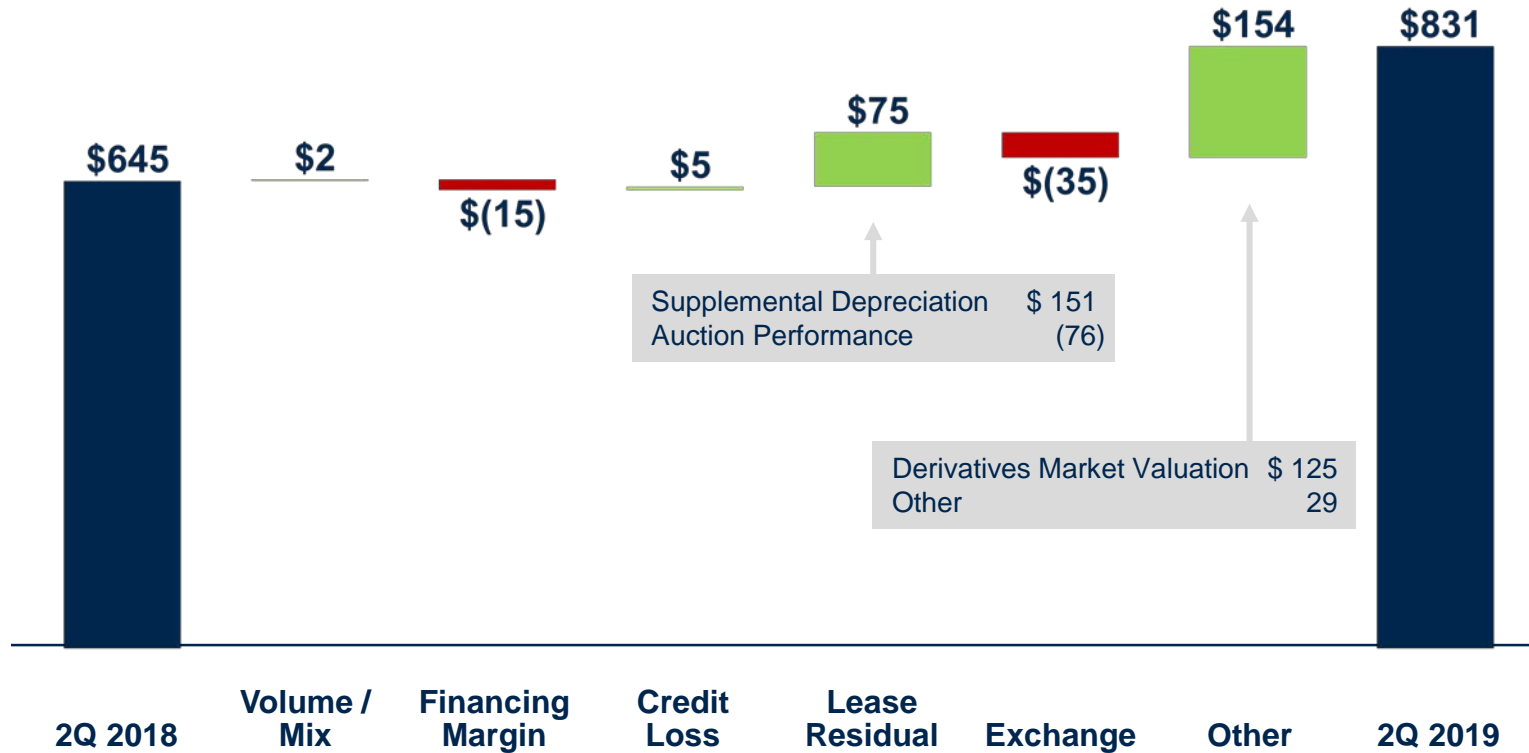 $154
$831
$75
$645
$2
$5
$(15)
$(35)
Supplemental Depreciation $ 151
Auction Performance (76)
Derivatives Market Valuation $ 125
Other 29
2Q 2018
Volume /
Mix
Financing
Margin
Credit
Loss
Lease
Residual
Exchange
Other
2Q 2019